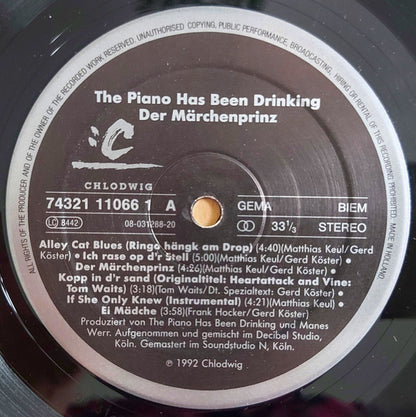 ALL RIGHTS OF THE PRODUCER AND OF THE OWNER OF THE RECORDED WORK RESERVED. UNAUTHORISED COPYING, PUBLIC PERFORMANCE, BROADCASTING, HIRING OR RENTAL OF THIS RECORDING PROHIBITED. MADE IN HOLLAND
The Piano Has Been Drinking
Der Märchenprinz
:C
CHLODWIG
74321 11066 1 A GEMA BIEM
LC 8442 08-031288-20 33 1/3 STEREO
Alley Cat Blues (Ringo hängk am Drop) (4:40)(Matthias Keul/Gerd
Köster) • Ich rase op d'r Stell (5:00)(Matthias Keul/Gerd Köster) •
Der Märchenprinz (4:26)(Matthias Keul/Gerd Köster) •
Kopp in d'r sand (Originaltitel: Heartattack and Vine:
Tom Waits) (3:18)(Tom Waits/Dt. Spezialtext: Gerd Köster) •
If She Only Knew (Instrumental) (4:21)(Matthias Keul) •
Ei Mädche (3:58)(Frank Hocker/Gerd Köster)
Produziert von The Piano Has Been Drinking und Manes
Werr. Aufgenommen und gemischt im Decibel Studio,
Köln. Gemastert im Soundstudio N, Köln.
℗ 1992 Chlodwig